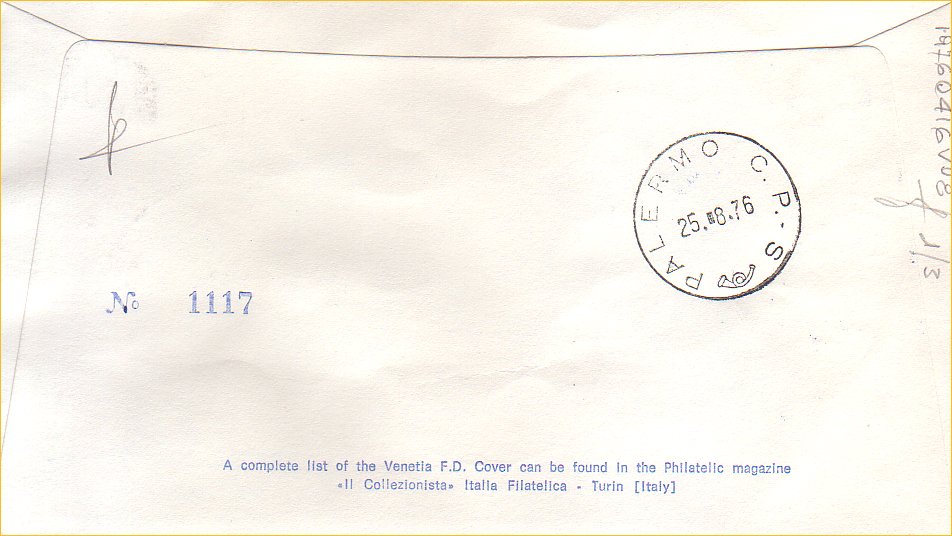 PALERMO C.P.-S
25.8.76
№ 1117
A complete list of the Venetia F.D. Cover can be found in the Philatelic magazine
«Il Collezionista» Italia Filatelica - Turin [Italy]